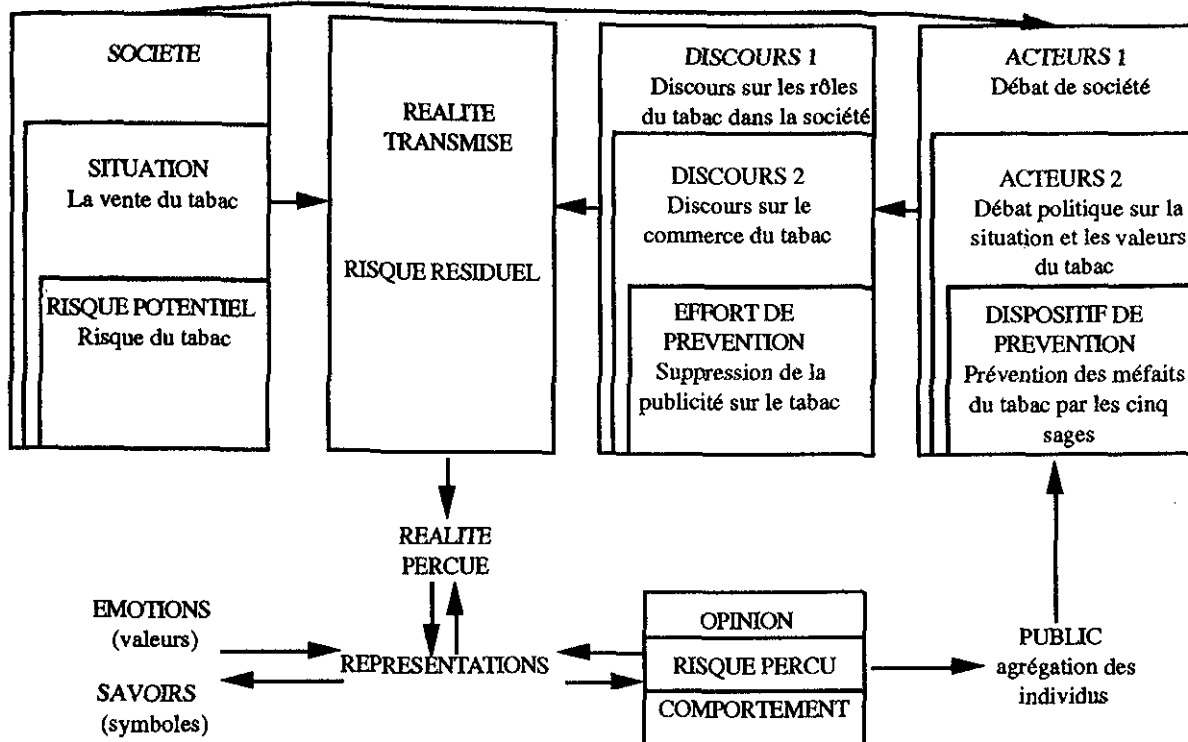 SOCIETE
SITUATION
La vente du tabac
RISQUE POTENTIEL
Risque du tabac
REALITE
TRANSMISE
RISQUE RESIDUEL
DISCOURS 1
Discours sur les rôles
du tabac dans la société
DISCOURS 2
Discours sur le
commerce du tabac
EFFORT DE
PREVENTION
Suppression de la
publicité sur le tabac
ACTEURS 1
Débat de société
ACTEURS 2
Débat politique sur la
situation et les valeurs
du tabac
DISPOSITIF DE
PREVENTION
Prévention des méfaits
du tabac par les cinq
sages
REALITE
PERCUE
EMOTIONS
(valeurs)
SAVOIRS
(symboles)
REPRESENTATIONS
OPINION
RISQUE PERCU
COMPORTEMENT
PUBLIC
agrégation des
individus